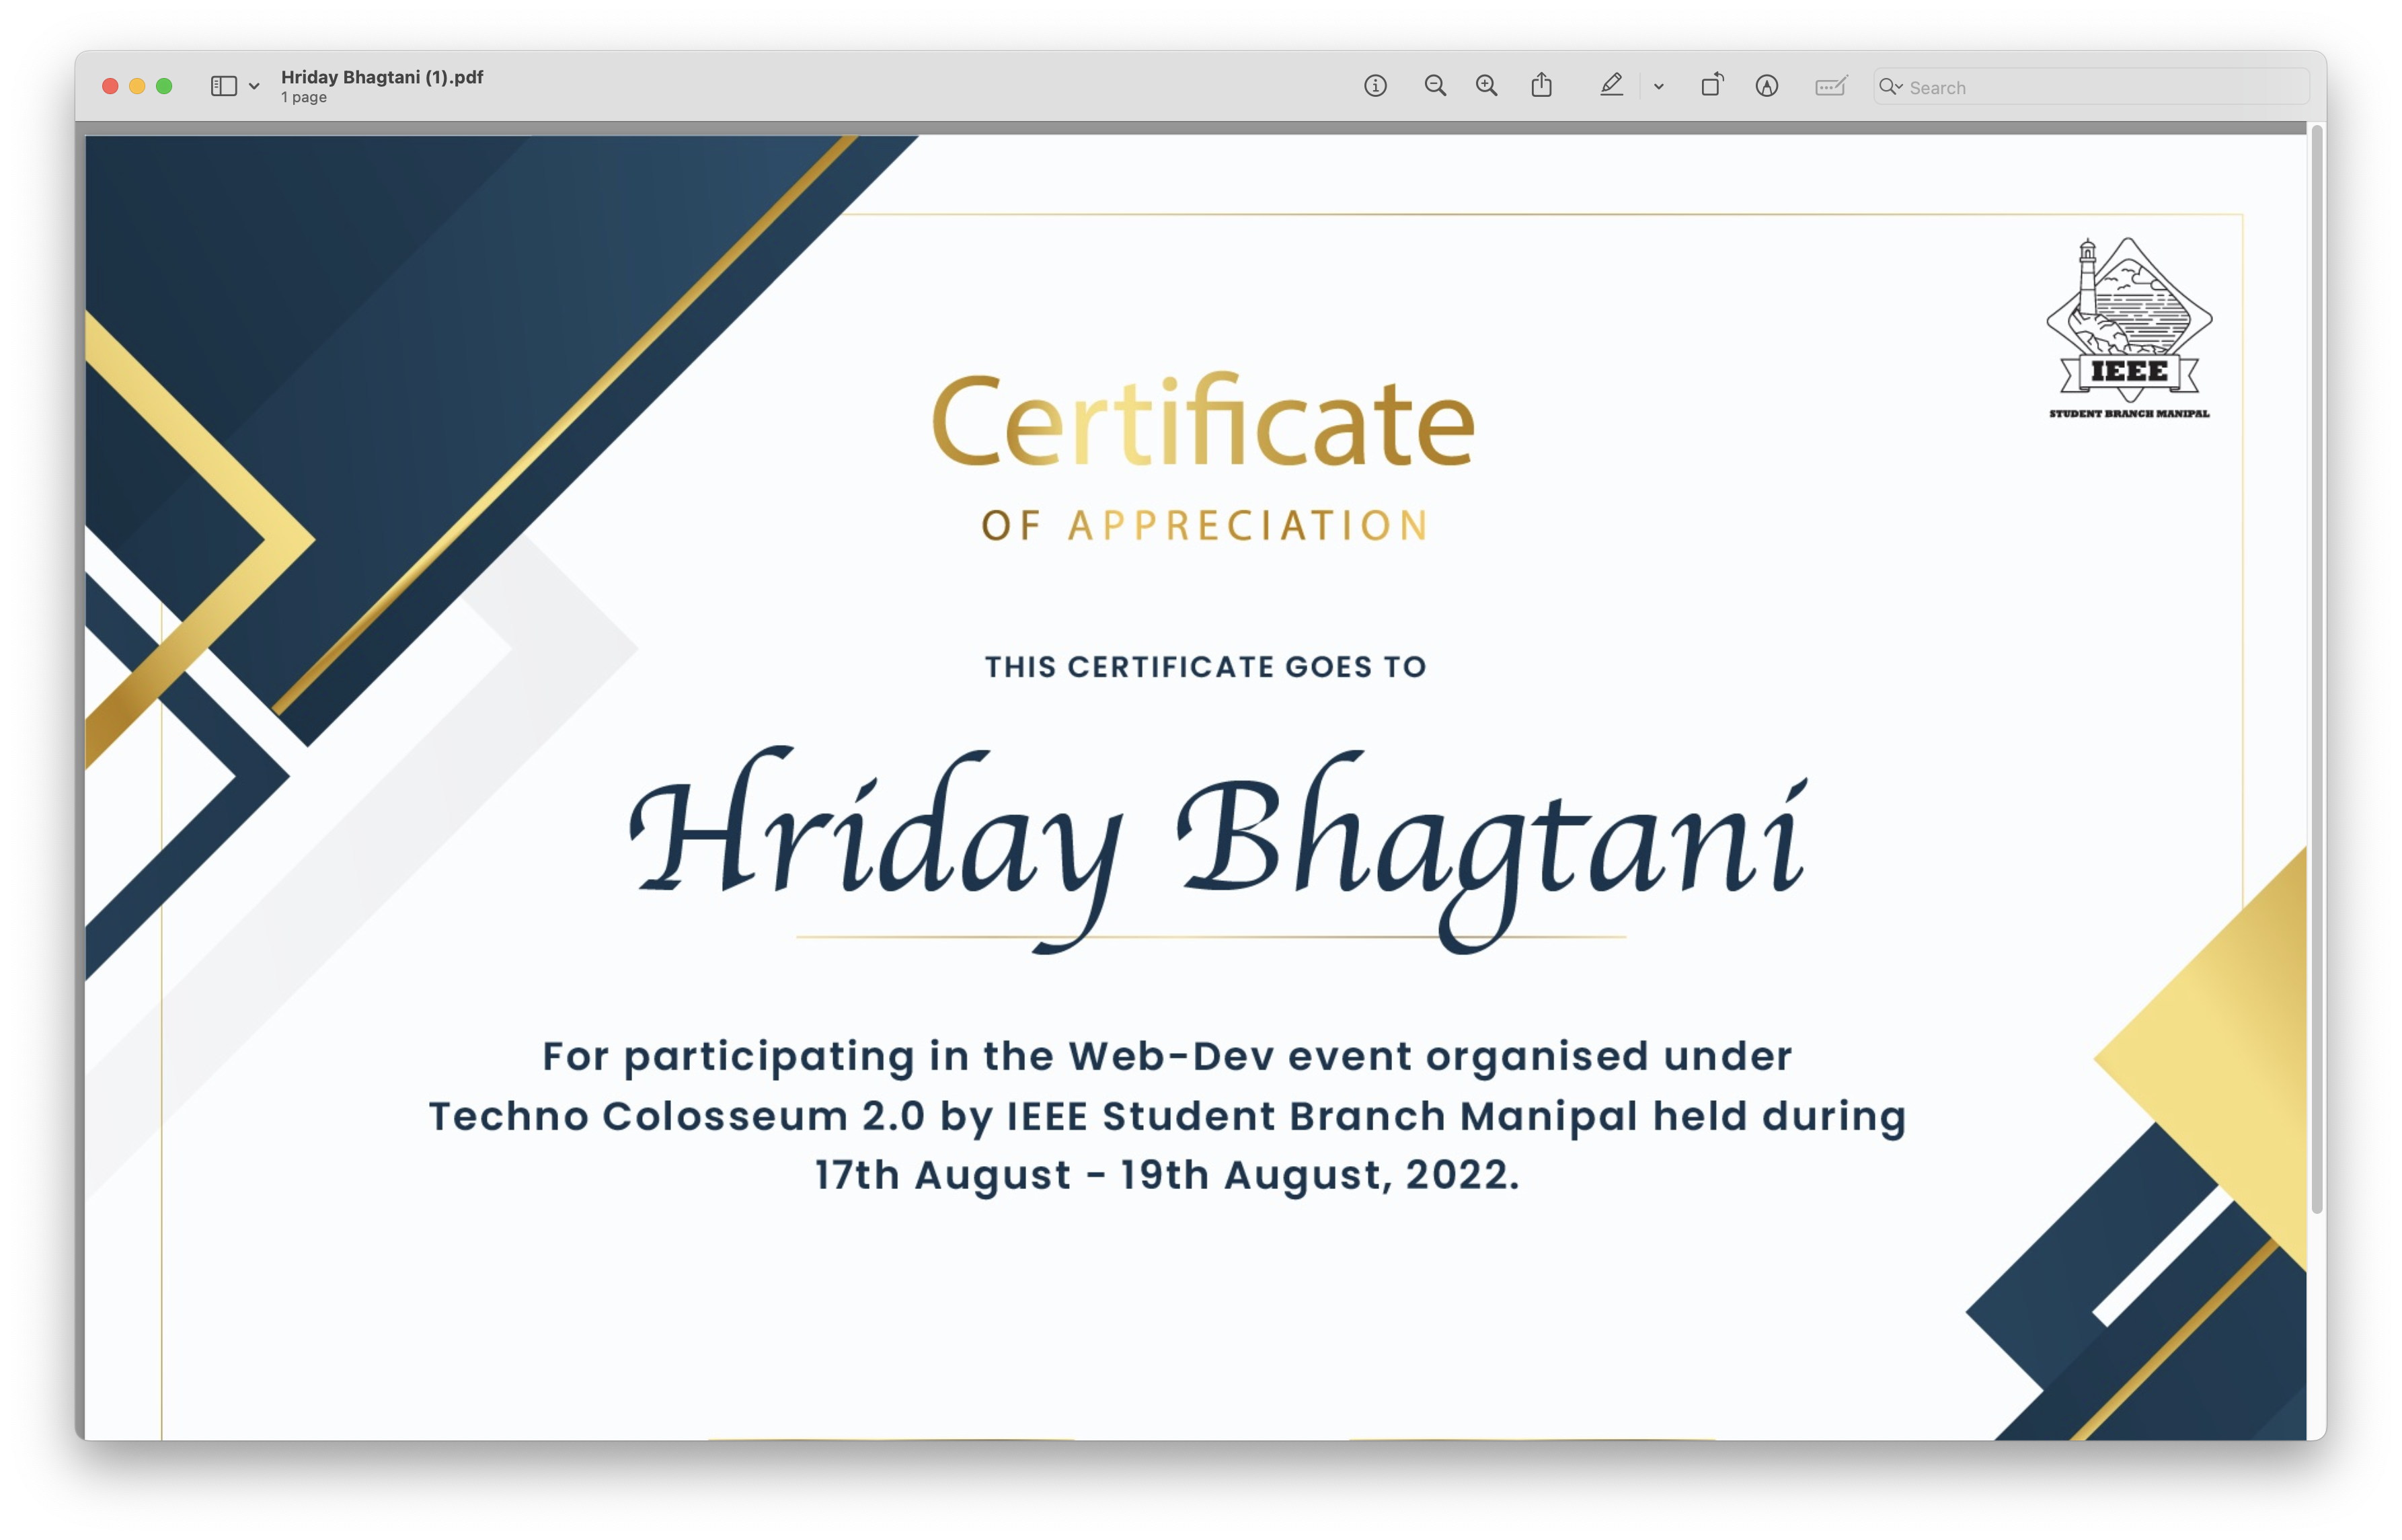 Hriday Bhagtani (1).pdf
1 page
Search
IEEE
STUDENT BRANCH MANIPAL
Certificate
OF APPRECIATION
THIS CERTIFICATE GOES TO
Hriday Bhagtani
For participating in the Web-Dev event organised under
Techno Colosseum 2.0 by IEEE Student Branch Manipal held during
17th August - 19th August, 2022.